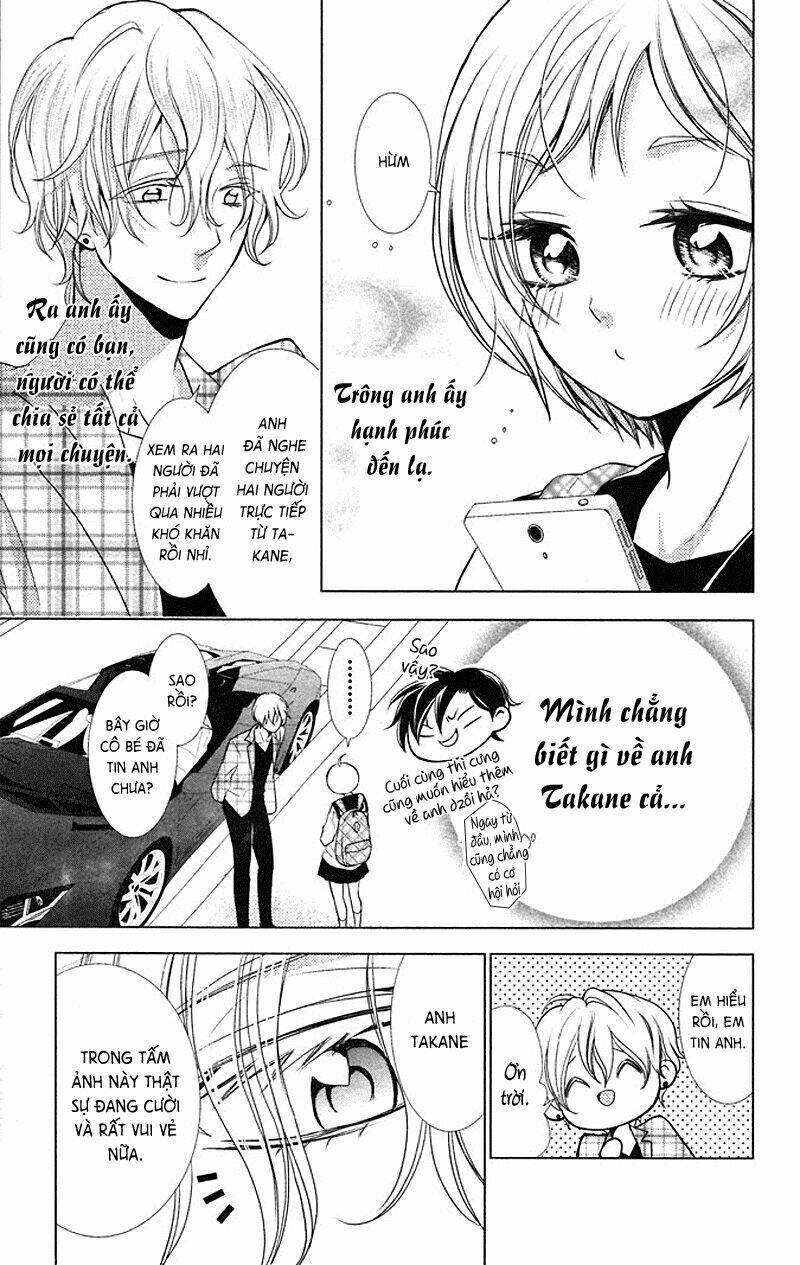 HỪM
Trông anh ấy
hạnh phúc
đến lạ.
Ra anh ấy
cũng có bạn,
người có thể
chia sẻ tất cả
mọi chuyện.
ANH
ĐÃ NGHE
CHUYỆN
HAI NGƯỜI
TRỰC TIẾP
TỪ TA-
KANE,
XEM RA HAI
NGƯỜI ĐÃ
PHẢI VƯỢT
QUA NHIỀU
KHÓ KHĂN
RỒI NHỈ.
Mình chẳng
biết gì về anh
Takane cả...
Sao
vậy?
Cuối cùng thì cưng
cũng muốn hiểu thêm
về anh dzồi hả?
Ngay từ
đầu, mình
cũng chẳng
có cơ
hội hỏi
........
SAO
RỒI?
BÂY GIỜ
CÔ BÉ ĐÃ
TIN ANH
CHƯA?
EM HIỂU
RỒI, EM
TIN ANH.
Ơn
trời.
ANH
TAKANE
TRONG TẤM
ẢNH NÀY THẬT
SỰ ĐANG CƯỜI
VÀ RẤT VUI VẺ
NỮA.